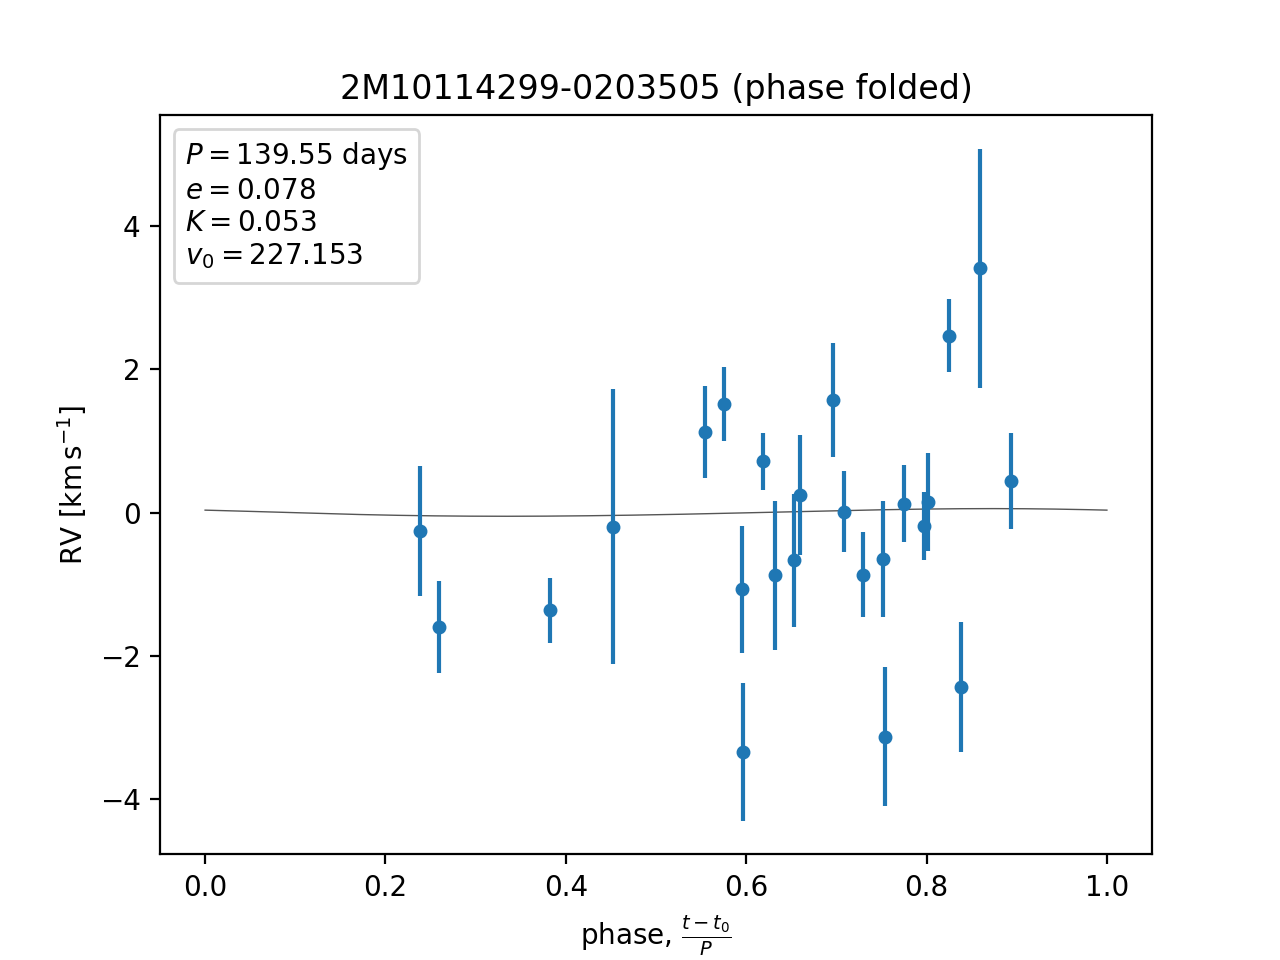 2M10114299-0203505 (phase folded)
P = 139.55 days
e = 0.078
K = 0.053
v₀ = 227.153
RV [km s⁻¹]
4
2
0
−2
−4
0.0 0.2 0.4 0.6 0.8 1.0
phase, (t − t₀)/P